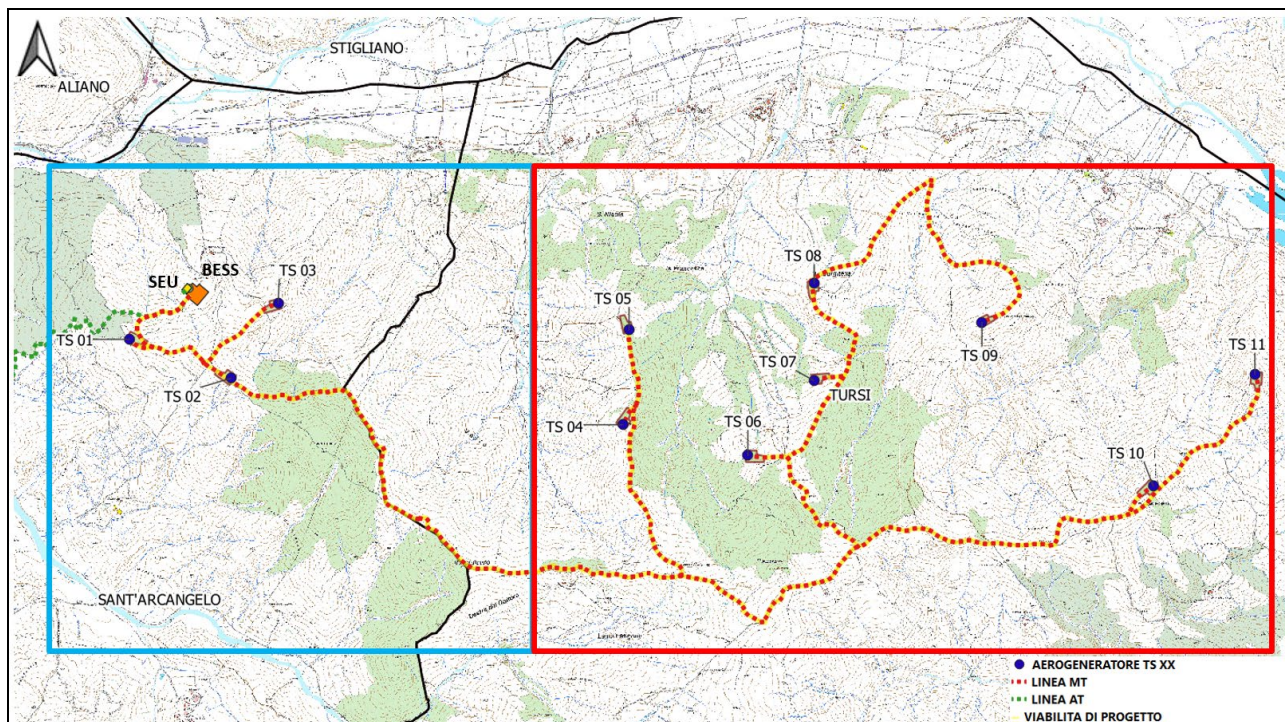 STIGLIANO
ALIANO
SEU
BESS
TS 03
TS 01
TS 02
TS 08
TS 05
TS 09
TS 07
TURSI
TS 11
TS 04
TS 06
TS 10
SANT'ARCANGELO
AEROGENERATORE TS XX
LINEA MT
LINEA AT
VIABILITA DI PROGETTO